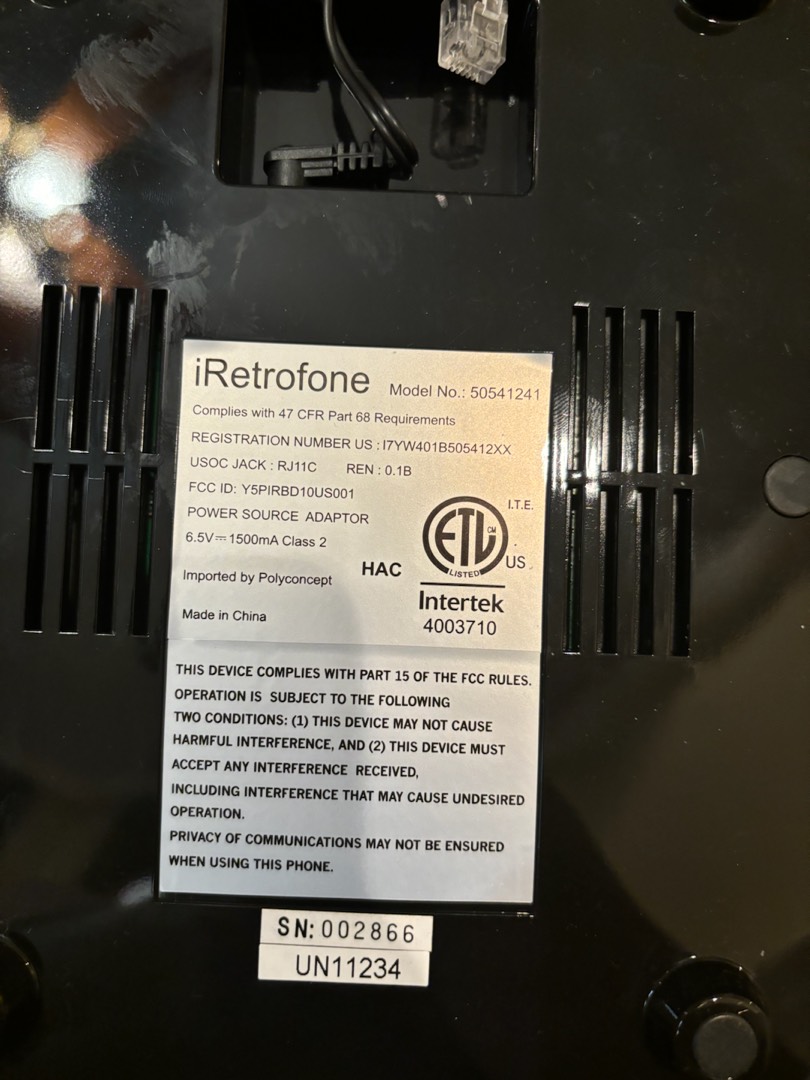 iRetrofone Model No.: 50541241
Complies with 47 CFR Part 68 Requirements
REGISTRATION NUMBER US : I7YW401B505412XX
USOC JACK : RJ11C REN : 0.1B
FCC ID: Y5PIRBD10US001
POWER SOURCE ADAPTOR
6.5V⎓1500mA Class 2
Imported by Polyconcept
HAC
Made in China
I.T.E.
ETL CM
LISTED
US
Intertek
4003710
THIS DEVICE COMPLIES WITH PART 15 OF THE FCC RULES.
OPERATION IS SUBJECT TO THE FOLLOWING
TWO CONDITIONS: (1) THIS DEVICE MAY NOT CAUSE
HARMFUL INTERFERENCE, AND (2) THIS DEVICE MUST
ACCEPT ANY INTERFERENCE RECEIVED,
INCLUDING INTERFERENCE THAT MAY CAUSE UNDESIRED
OPERATION.
PRIVACY OF COMMUNICATIONS MAY NOT BE ENSURED
WHEN USING THIS PHONE.
SN: 002866
UN11234